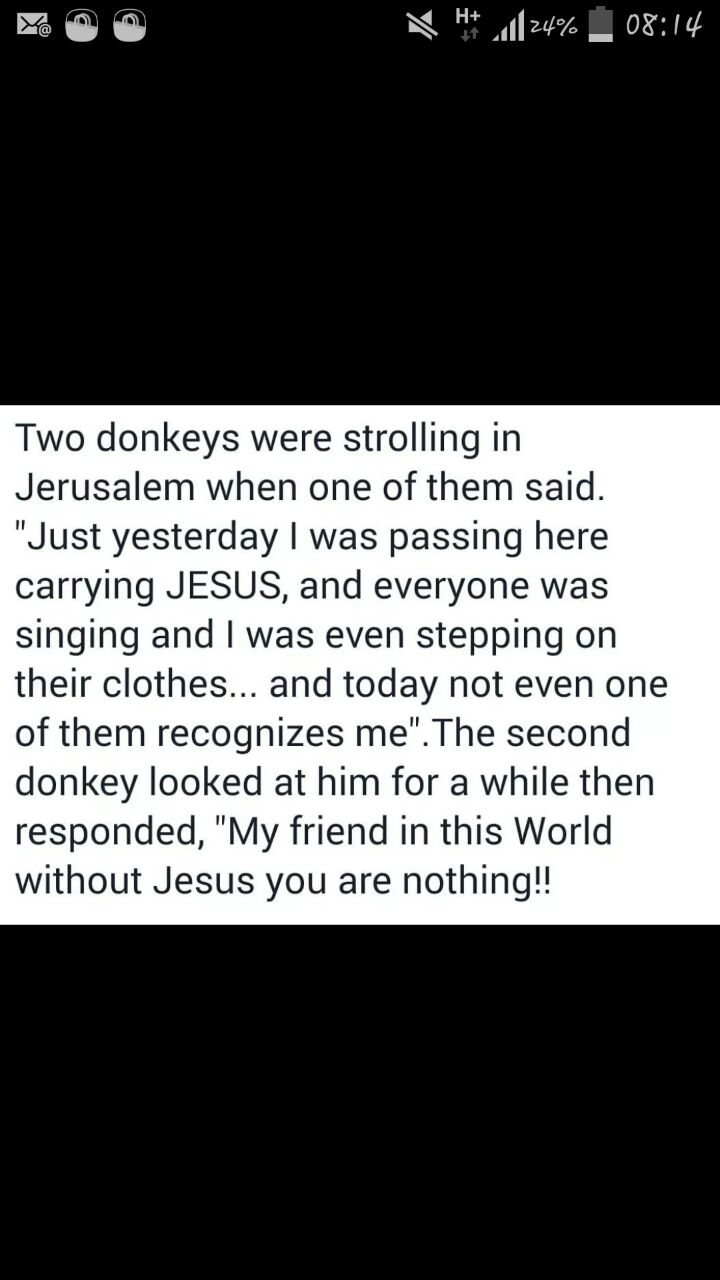 H+ 24% 08:14
Two donkeys were strolling in
Jerusalem when one of them said.
"Just yesterday I was passing here
carrying JESUS, and everyone was
singing and I was even stepping on
their clothes... and today not even one
of them recognizes me".The second
donkey looked at him for a while then
responded, "My friend in this World
without Jesus you are nothing!!